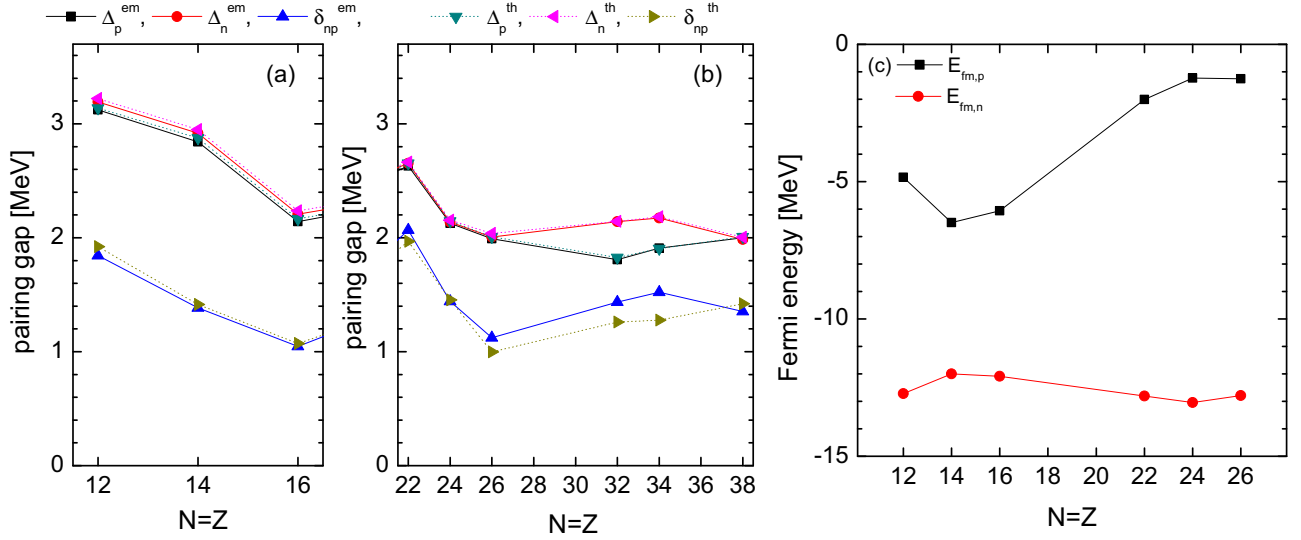 Δ_p^em, Δ_n^em, δ_np^em, Δ_p^th, Δ_n^th, δ_np^th
(a)
pairing gap [MeV]
3
2
1
0
12 14 16
N=Z
(b)
pairing gap [MeV]
3
2
1
0
22 24 26 28 30 32 34 36 38
N=Z
(c)
E_fm,p
E_fm,n
Fermi energy [MeV]
0
-5
-10
-15
12 14 16 18 20 22 24 26
N=Z